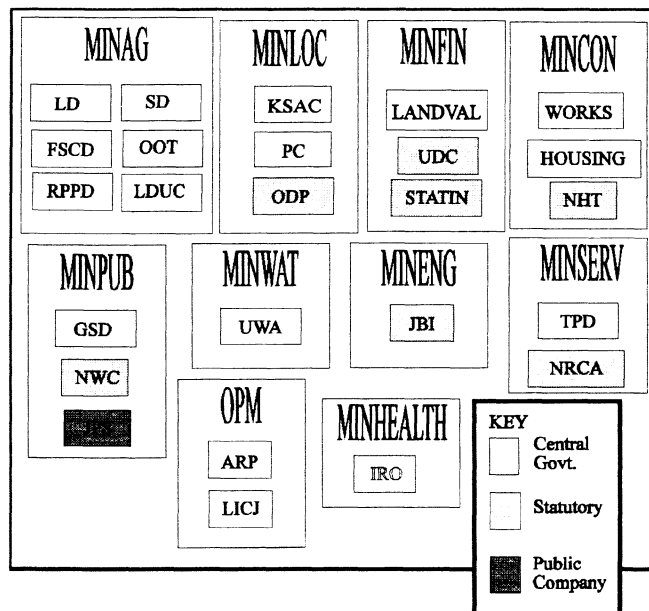 MINAG
LD SD
FSCD OOT
RPPD LDUC
MINLOC
KSAC
PC
ODP
MINFIN
LANDVAL
UDC
STATIN
MINCON
WORKS
HOUSING
NHT
MINPUB
GSD
NWC
MINWAT
UWA
MINENG
JBI
MINSERV
TPD
NRCA
OPM
ARP
LICJ
MINHEALTH
IRO
KEY
Central
Govt.
Statutory
Public
Company